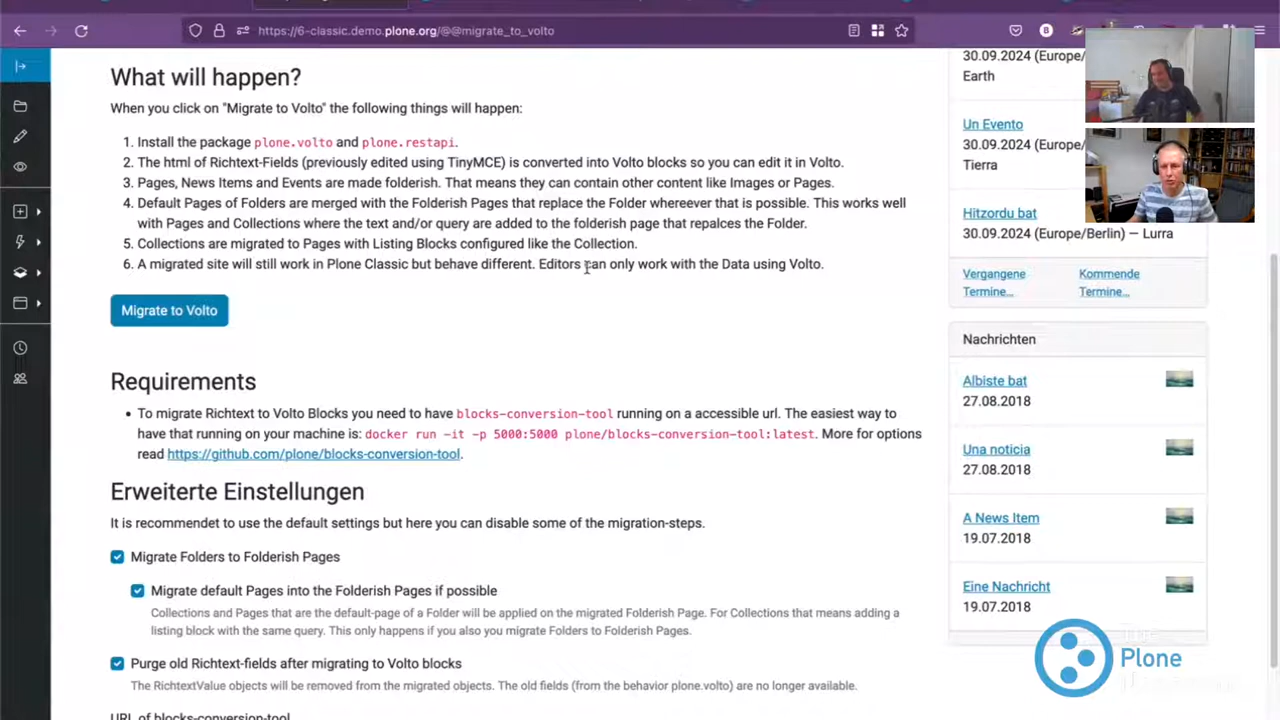 https://6-classic.demo.plone.org/@@migrate_to_volto
What will happen?
When you click on "Migrate to Volto" the following things will happen:
1. Install the package plone.volto and plone.restapi.
2. The html of Richtext-Fields (previously edited using TinyMCE) is converted into Volto blocks so you can edit it in Volto.
3. Pages, News Items and Events are made folderish. That means they can contain other content like Images or Pages.
4. Default Pages of Folders are merged with the Folderish Pages that replace the Folder whereever that is possible. This works well
with Pages and Collections where the text and/or query are added to the folderish page that repalces the Folder.
5. Collections are migrated to Pages with Listing Blocks configured like the Collection.
6. A migrated site will still work in Plone Classic but behave different. Editors can only work with the Data using Volto.
Migrate to Volto
Requirements
• To migrate Richtext to Volto Blocks you need to have blocks-conversion-tool running on a accessible url. The easiest way to
have that running on your machine is: docker run -it -p 5000:5000 plone/blocks-conversion-tool:latest. More for options
read https://github.com/plone/blocks-conversion-tool.
Erweiterte Einstellungen
It is recommendet to use the default settings but here you can disable some of the migration-steps.
Migrate Folders to Folderish Pages
Migrate default Pages into the Folderish Pages if possible
Collections and Pages that are the default-page of a Folder will be applied on the migrated Folderish Page. For Collections that means adding a
listing block with the same query. This only happens if you also you migrate Folders to Folderish Pages.
Purge old Richtext-fields after migrating to Volto blocks
The RichtextValue objects will be removed from the migrated objects. The old fields (from the behavior plone.volto) are no longer available.
URL of blocks-conversion-tool
30.09.2024 (Europe/
Earth
Un Evento
30.09.2024 (Europe/
Tierra
Hitzordu bat
30.09.2024 (Europe/Berlin) — Lurra
Vergangene
Termine…
Kommende
Termine…
Nachrichten
Albiste bat
27.08.2018
Una noticia
27.08.2018
A News Item
19.07.2018
Eine Nachricht
19.07.2018
The
Plone